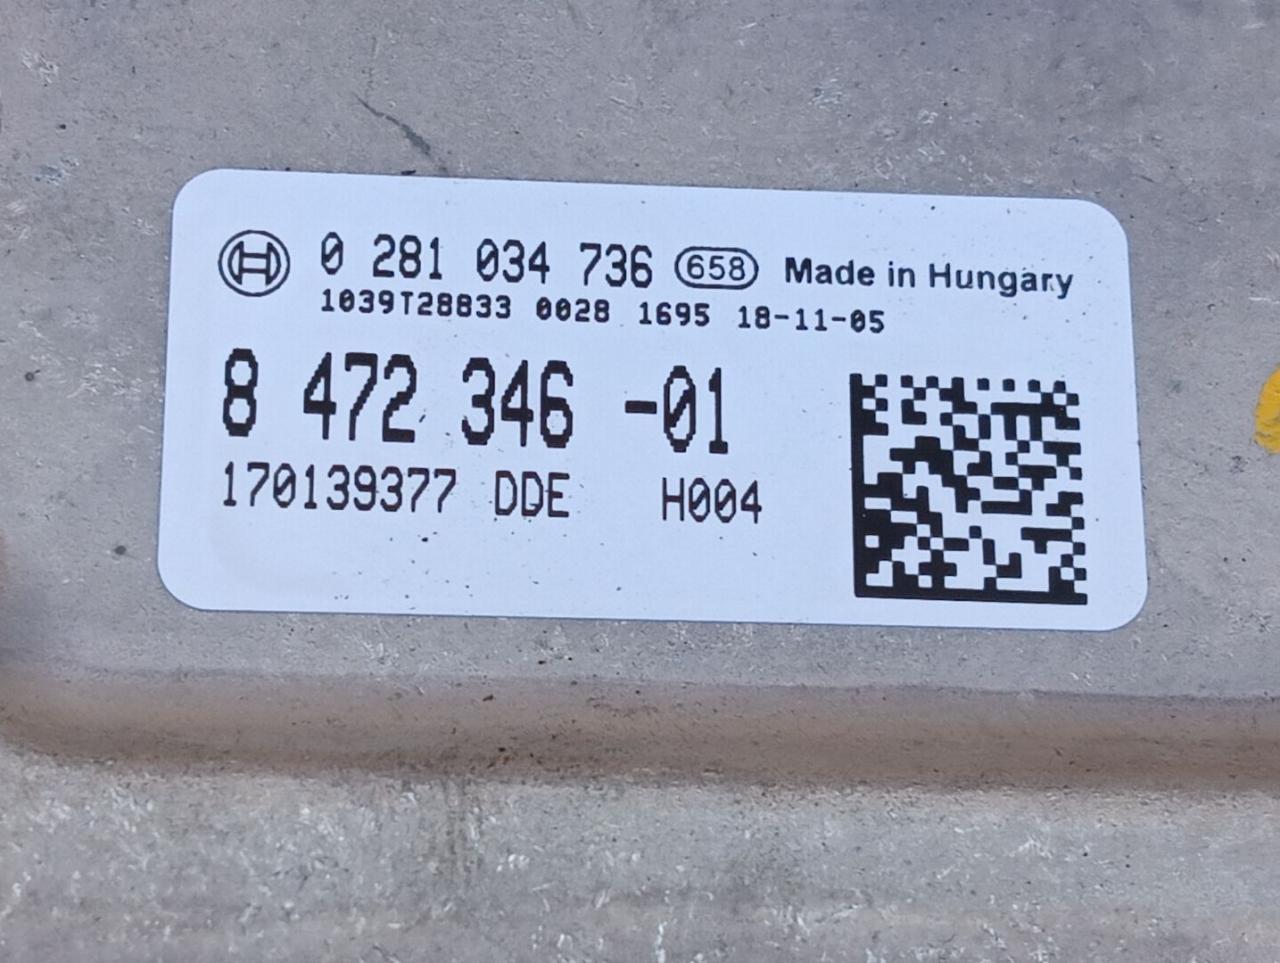 0 281 034 736 658 Made in Hungary
1039T28833 0028 1695 18-11-05
8 472 346 -01
170139377 DDE H004